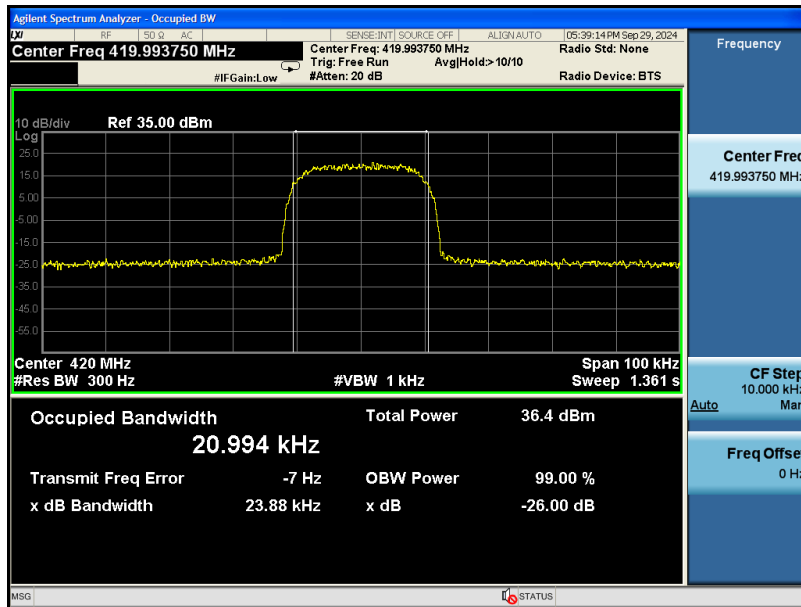 Agilent Spectrum Analyzer - Occupied BW
LXI RF 50 Ω AC SENSE:INT SOURCE OFF ALIGN AUTO 05:39:14 PM Sep 29, 2024
Center Freq 419.993750 MHz
Center Freq: 419.993750 MHz Radio Std: None
Trig: Free Run Avg|Hold:>10/10
#IFGain:Low #Atten: 20 dB Radio Device: BTS
10 dB/div Ref 35.00 dBm
Log
25.0
15.0
5.00
-5.00
-15.0
-25.0
-35.0
-45.0
-55.0
Center 420 MHz Span 100 kHz
#Res BW 300 Hz #VBW 1 kHz Sweep 1.361 s
Occupied Bandwidth Total Power 36.4 dBm
20.994 kHz
Transmit Freq Error -7 Hz OBW Power 99.00 %
x dB Bandwidth 23.88 kHz x dB -26.00 dB
MSG STATUS
Frequency
Center Freq
419.993750 MHz
CF Step
10.000 kHz
Auto Man
Freq Offset
0 Hz